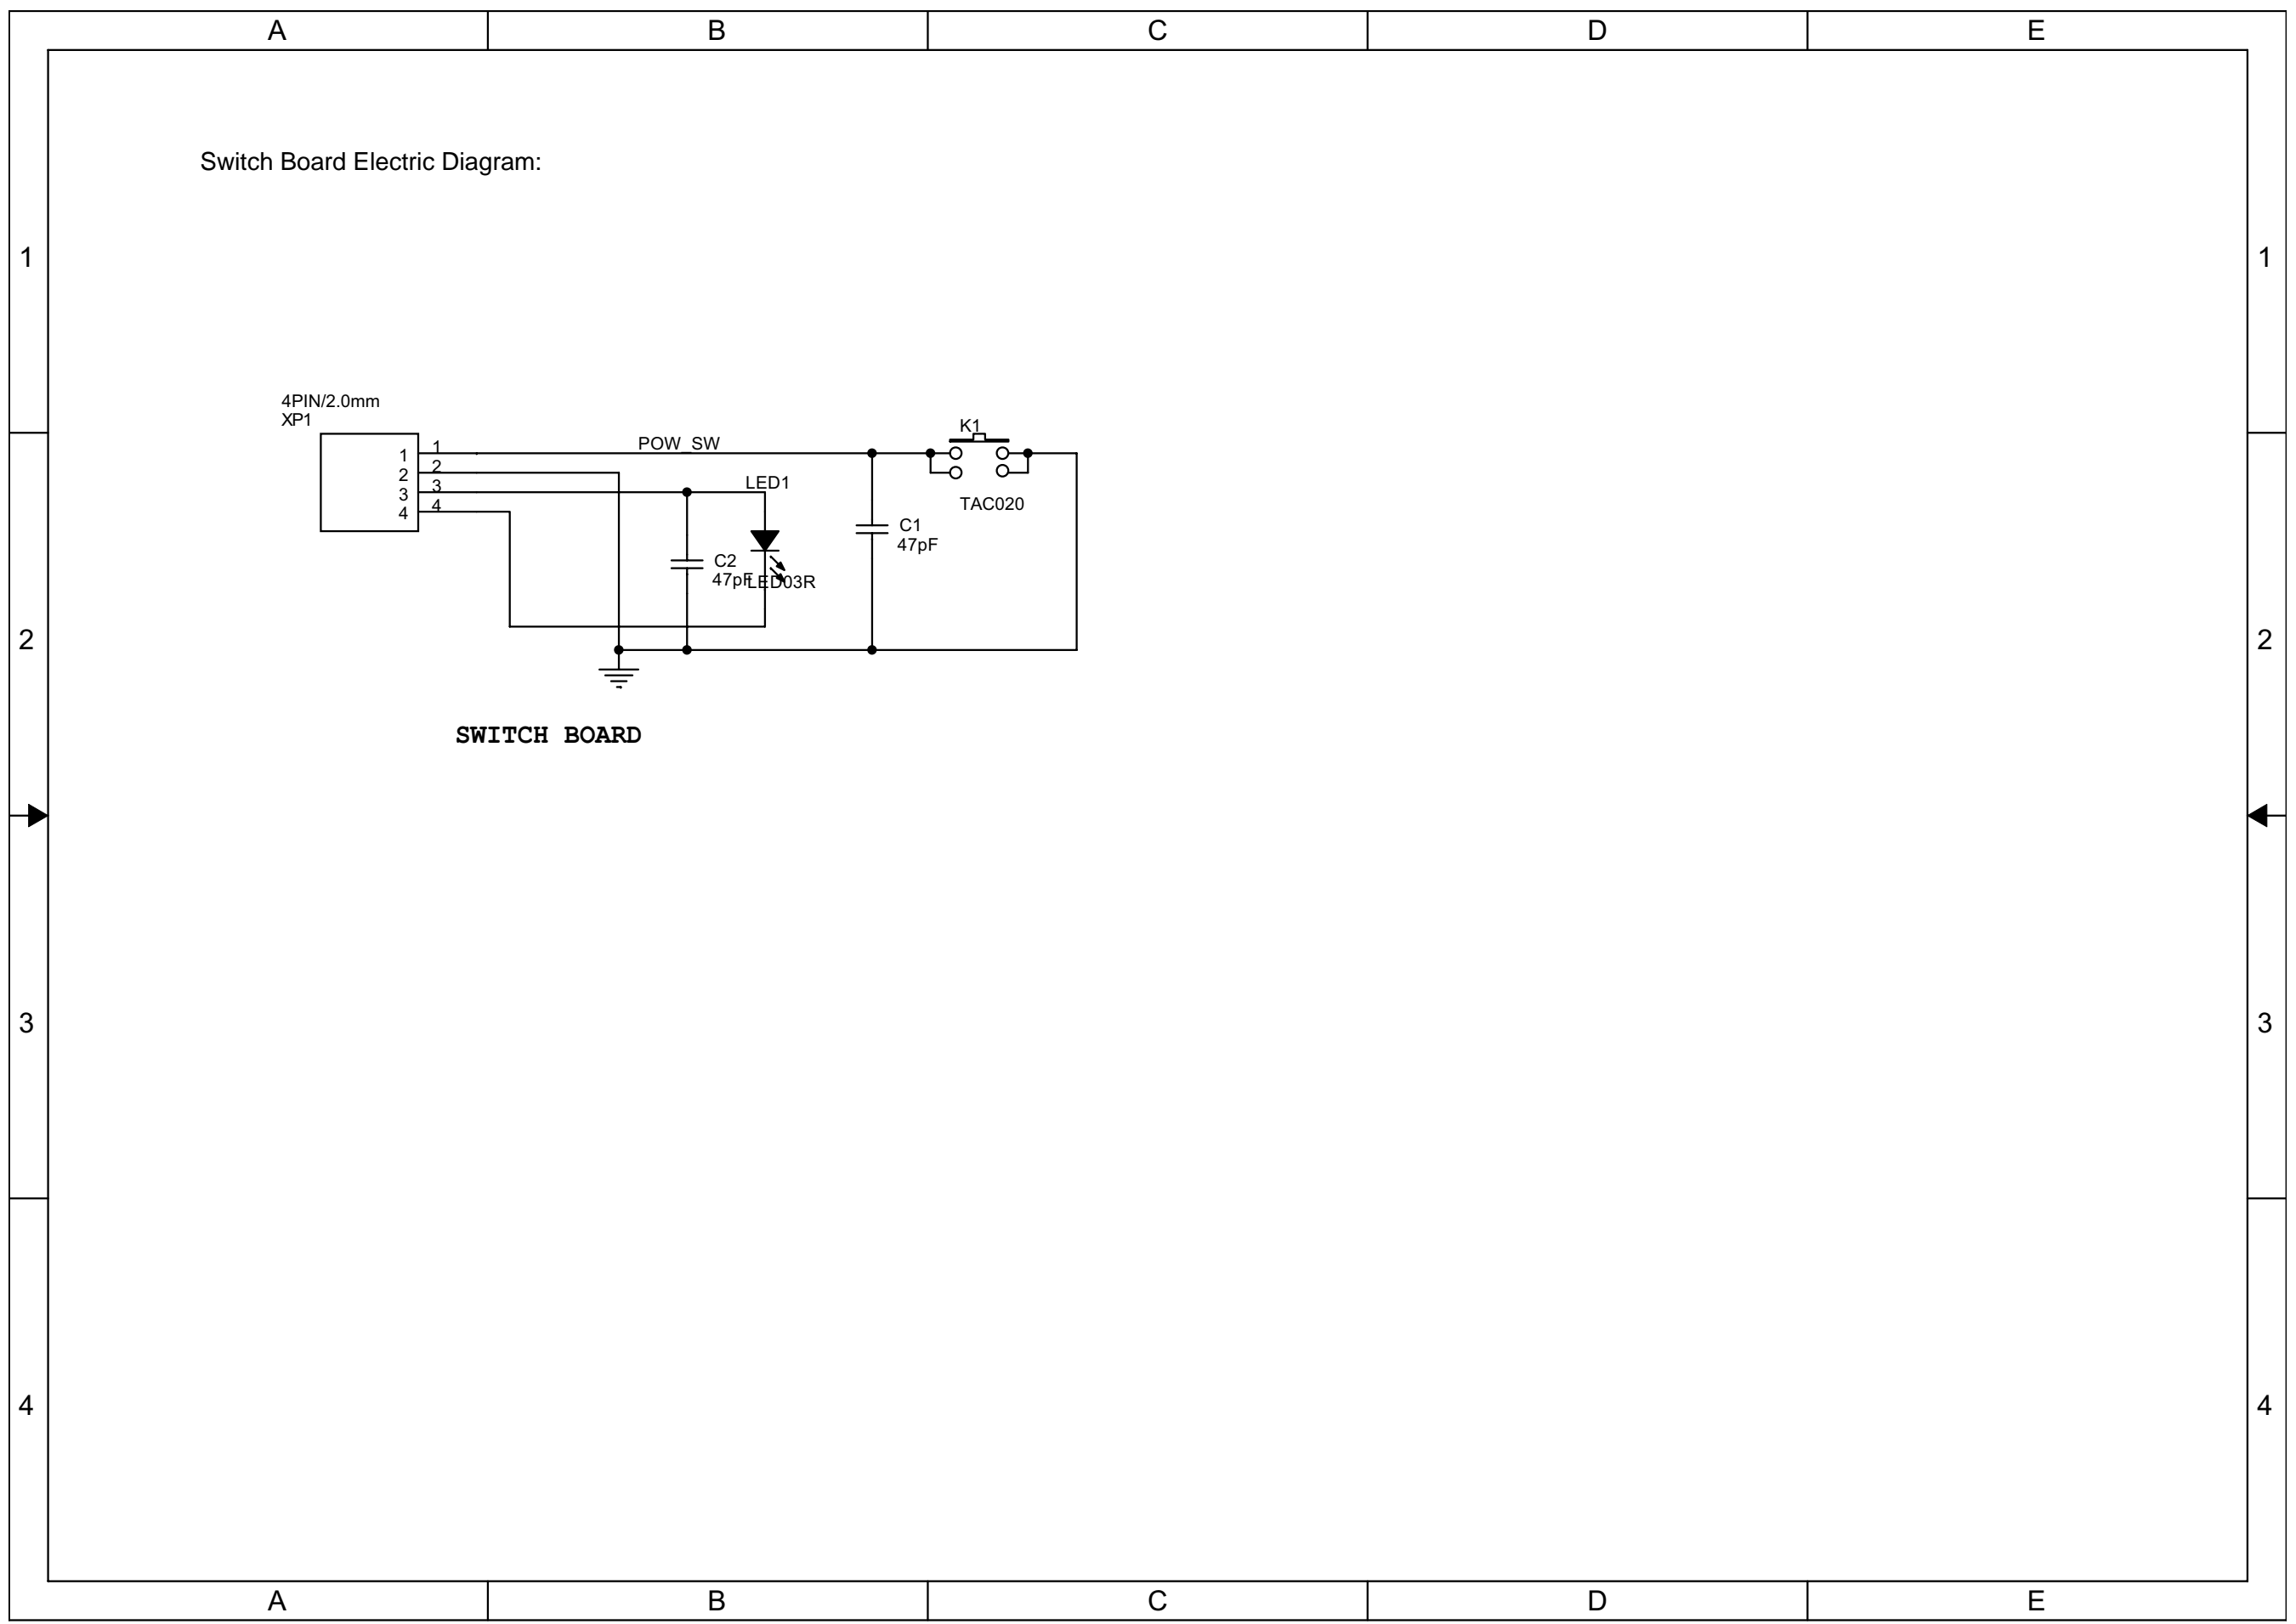 A B C D E
Switch Board Electric Diagram:
1 1
4PIN/2.0mm
XP1
K1
1 1 POW_SW
2 2
3 3 LED1
4 4
TAC020
C1
47pF
C2
47pF LED03R
2 2
SWITCH BOARD
3 3
4 4
A B C D E